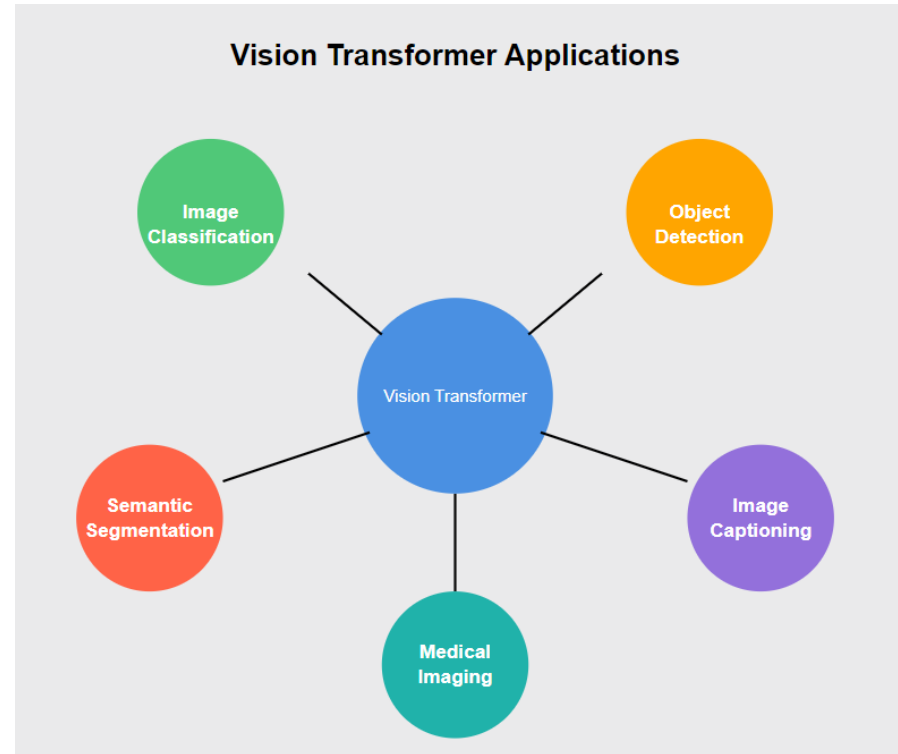 Vision Transformer Applications
Image
Classification
Object
Detection
Vision Transformer
Semantic
Segmentation
Image
Captioning
Medical
Imaging